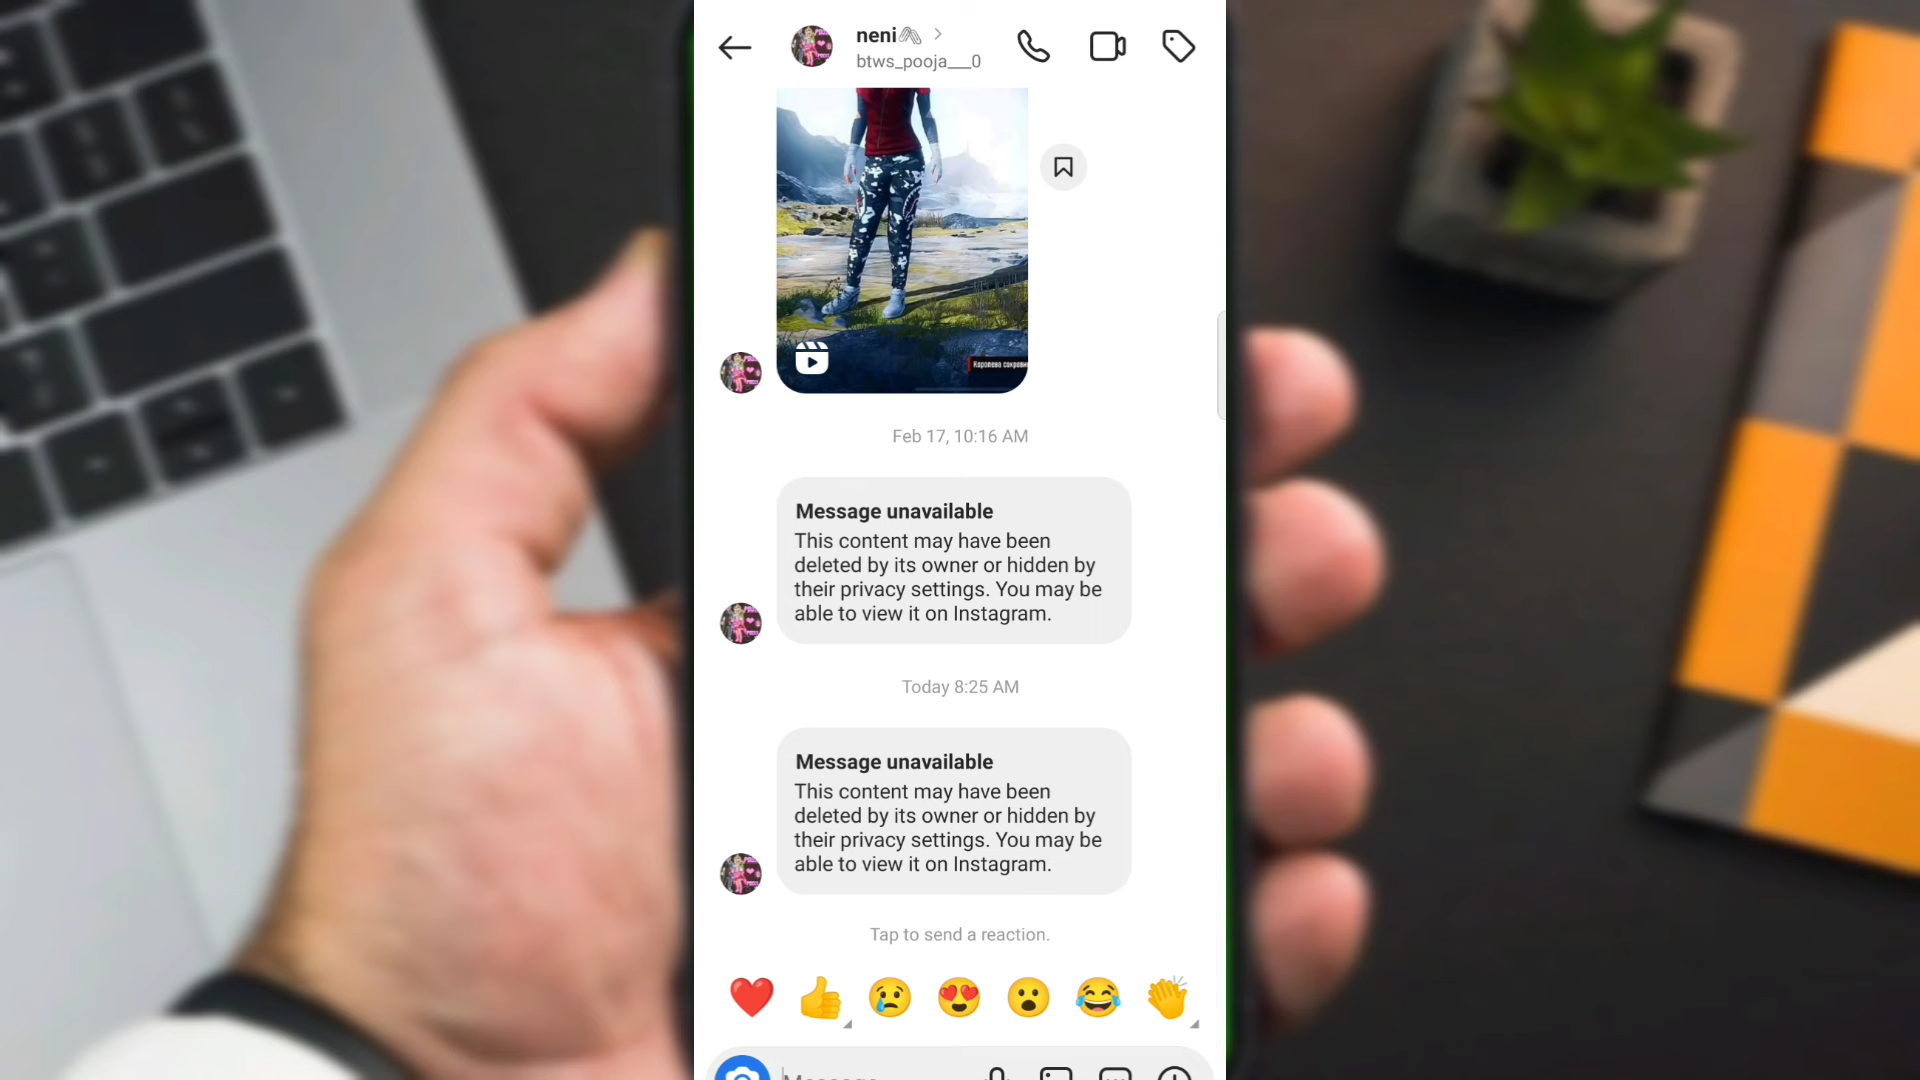 neni
btws_pooja___0
Королева
Feb 17, 10:16 AM
Message unavailable
This content may have been
deleted by its owner or hidden by
their privacy settings. You may be
able to view it on Instagram.
Today 8:25 AM
Message unavailable
This content may have been
deleted by its owner or hidden by
their privacy settings. You may be
able to view it on Instagram.
Tap to send a reaction.
Message...